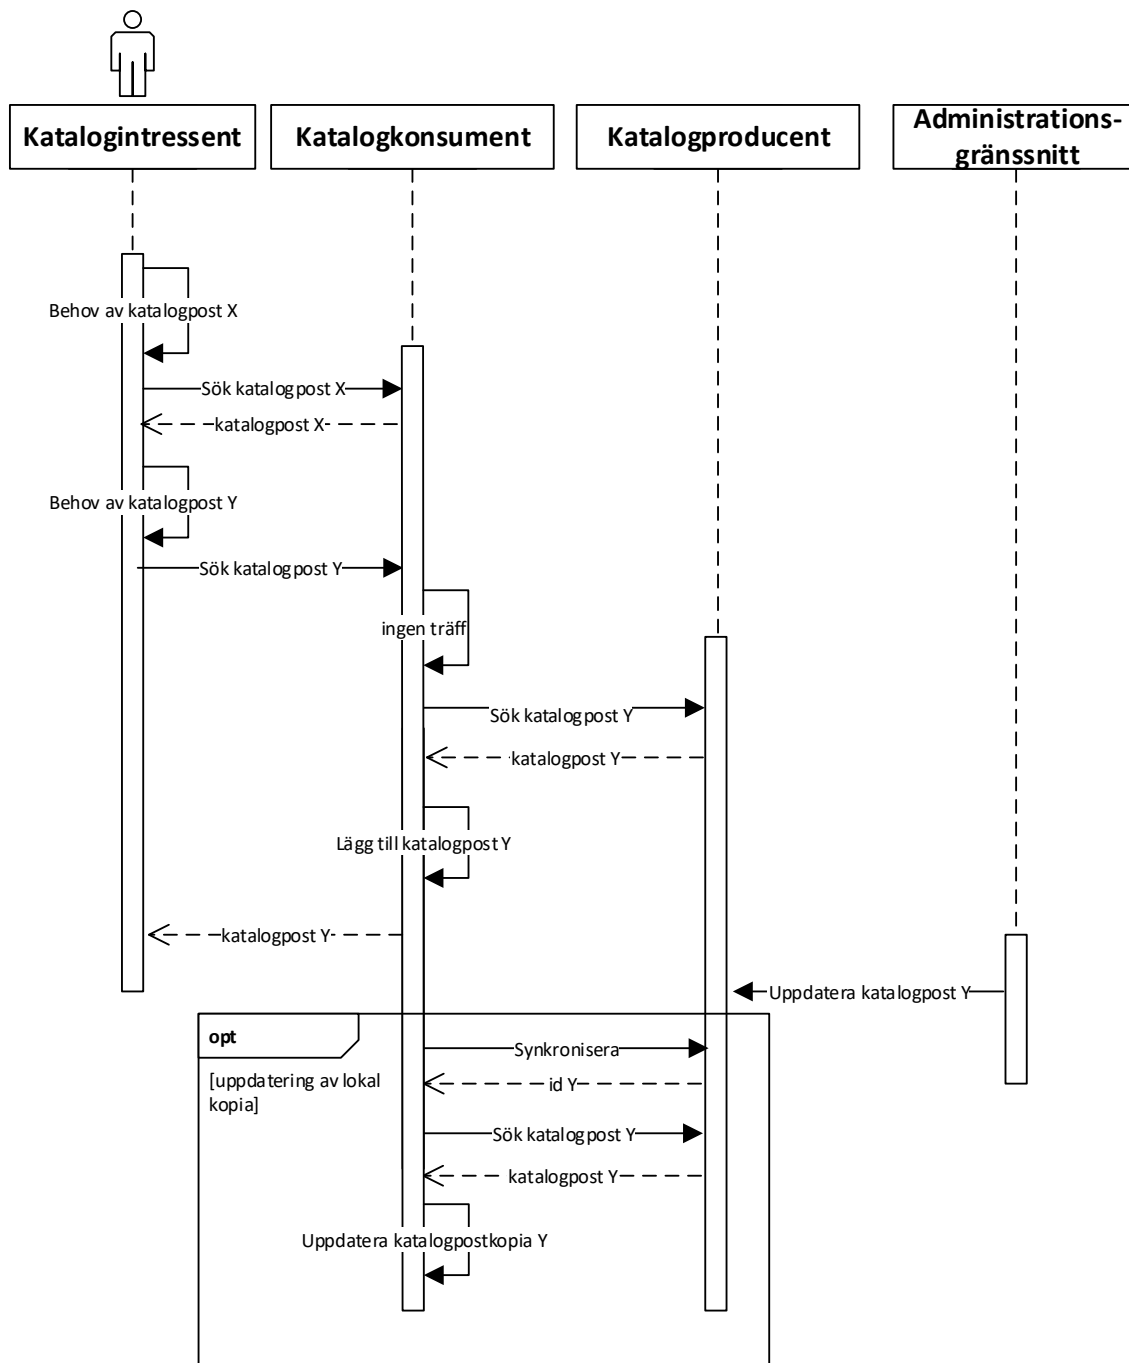 Katalogintressent
Katalogkonsument
Katalogproducent
Administrations-
gränssnitt
Behov av katalogpost X
Sök katalogpost X
katalogpost X
Behov av katalogpost Y
Sök katalogpost Y
ingen träff
Sök katalogpost Y
katalogpost Y
Lägg till katalogpost Y
katalogpost Y
Uppdatera katalogpost Y
opt
[uppdatering av lokal
kopia]
Synkronisera
id Y
Sök katalogpost Y
katalogpost Y
Uppdatera katalogpostkopia Y